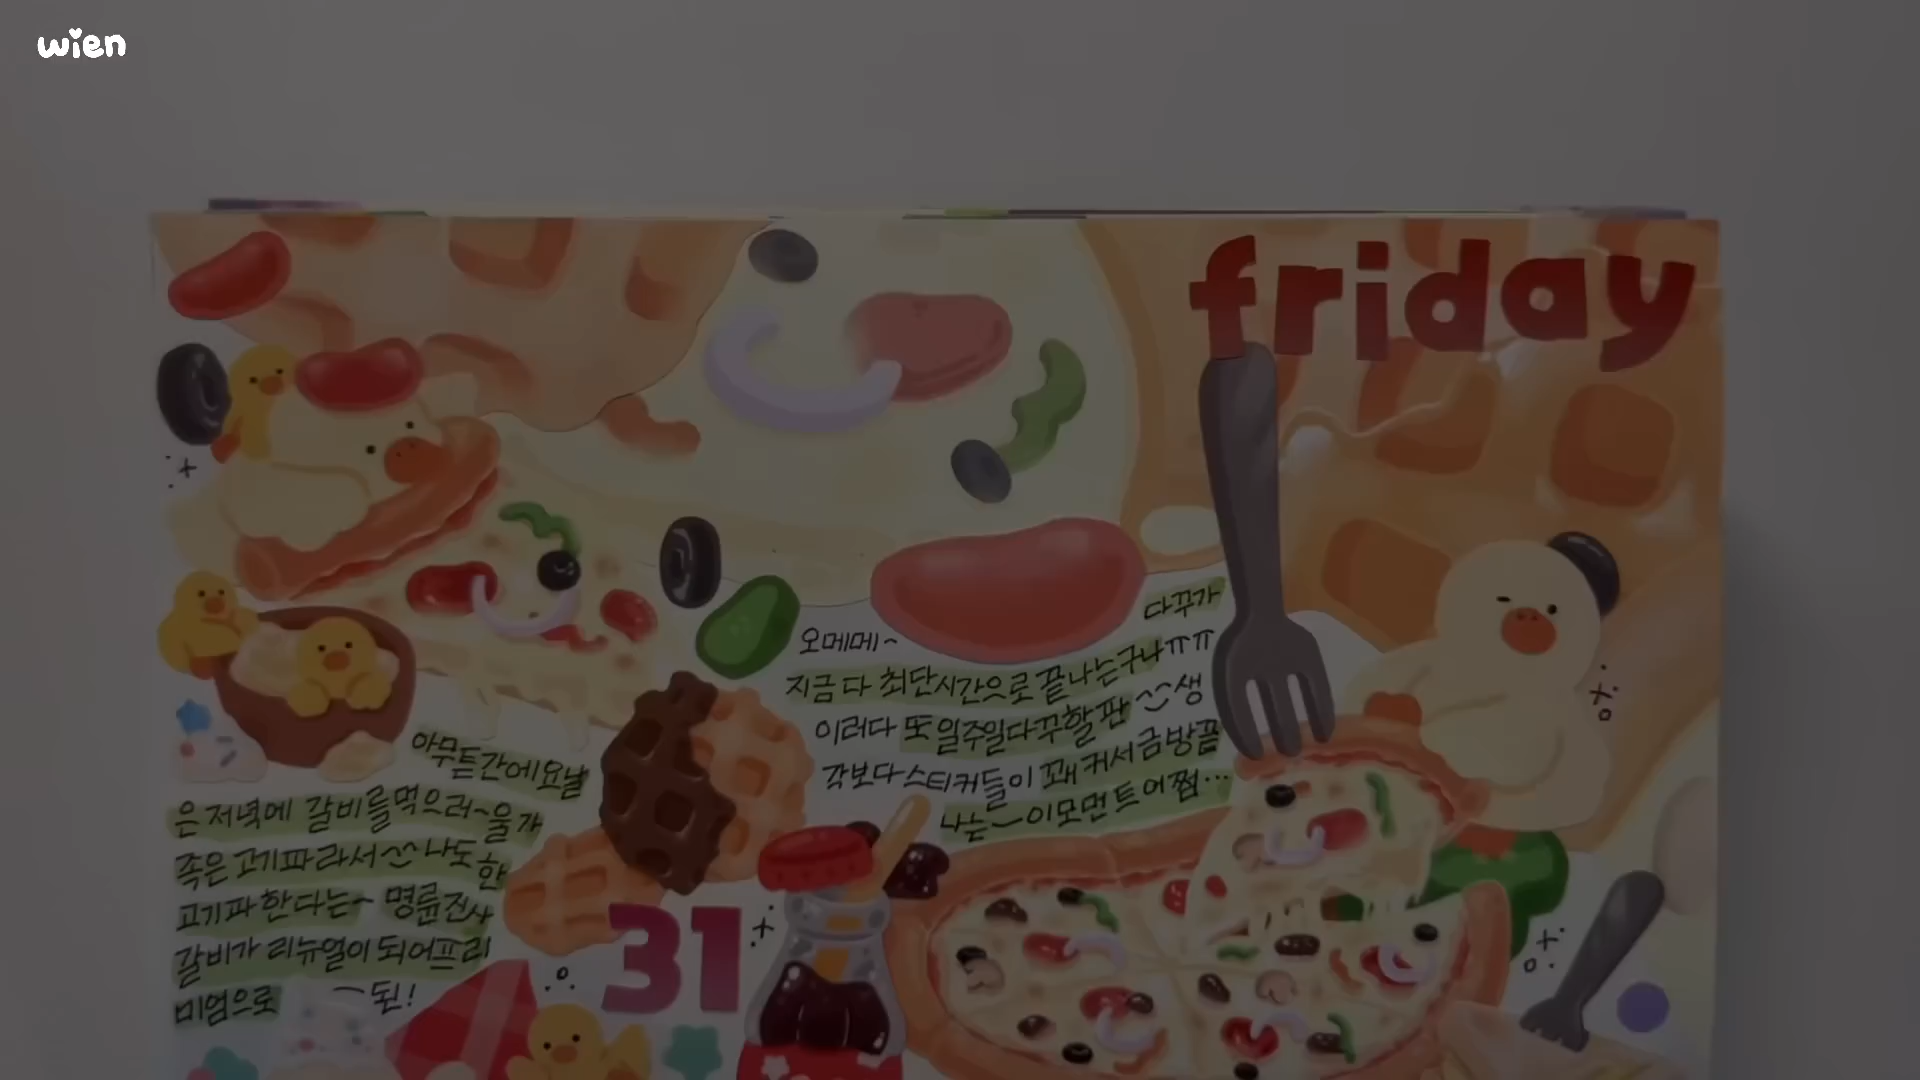 wien
friday
다꾸가
오메메~
지금 다 최단시간으로 끝나는구나ㅠㅠ
이러다 또 일주일다꾸할판 ^^ 생
각보다 스티커들이 꽤 커서 금방끝
나는 ㅡ 이모먼트 어쩜...
아무튼간에 요날
은 저녁에 갈비를 먹으러~ 울가
족은 고기파라서 ^^ 나도 한
고기파 한다는~ 명륜진사
갈비가 리뉴얼이 되어 프리
미엄으로 ㅡ 된!
31